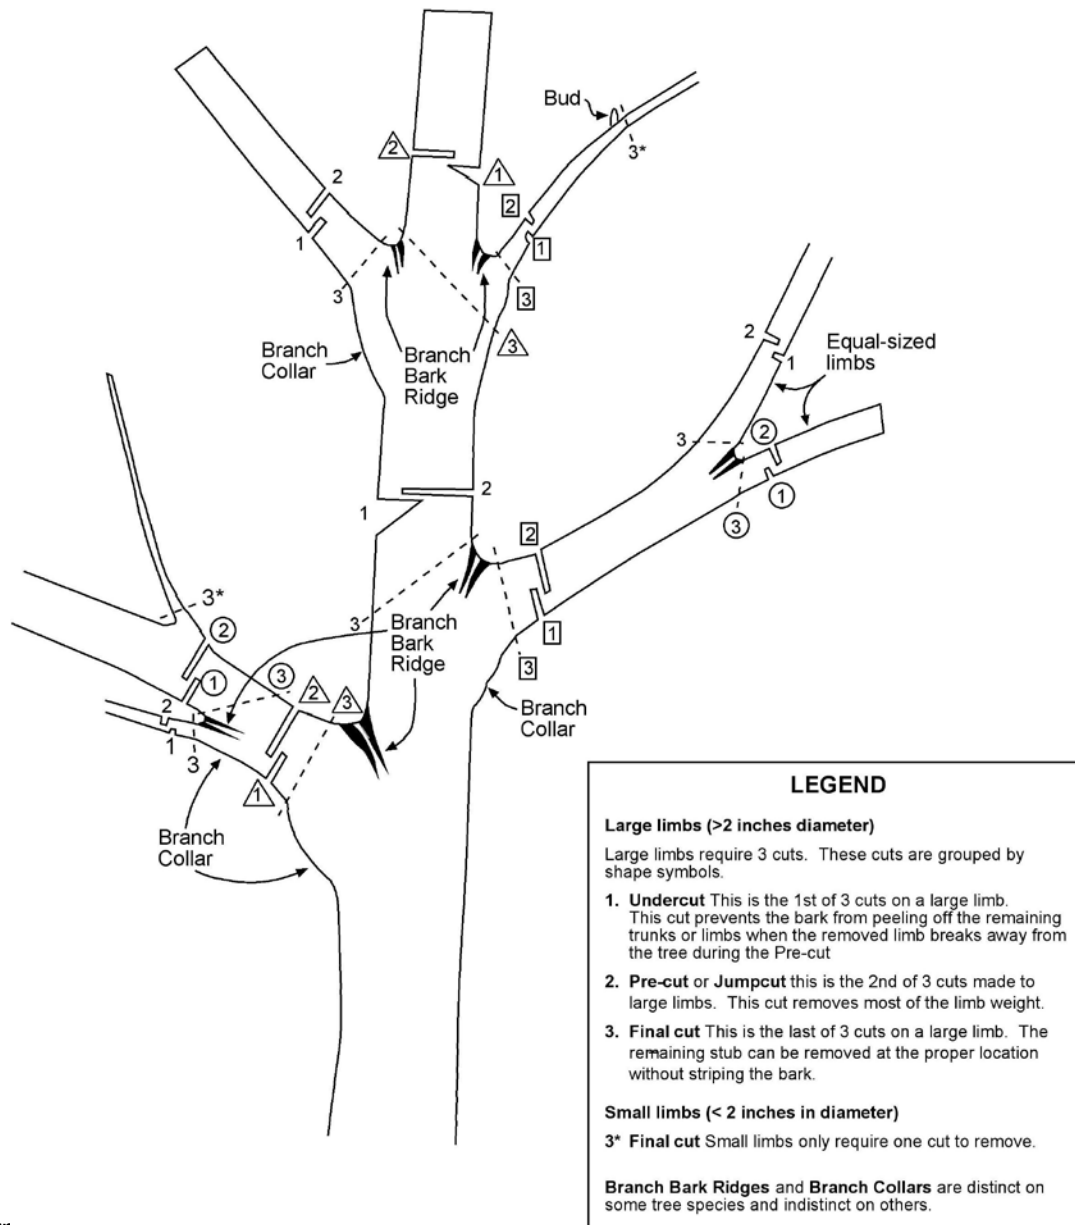 Bud
3*
2
2
1
2
1
1
3
3
Branch
Collar
Branch
Bark
Ridge
3
Equal-sized
limbs
2
1
3
2
1
3
2
1
2
3
1
3
Branch
Bark
Ridge
Branch
Collar
3*
2
3
2
3
1
2
1
3
1
Branch
Collar
LEGEND
Large limbs (>2 inches diameter)
Large limbs require 3 cuts. These cuts are grouped by
shape symbols.
1. Undercut This is the 1st of 3 cuts on a large limb.
This cut prevents the bark from peeling off the remaining
trunks or limbs when the removed limb breaks away from
the tree during the Pre-cut
2. Pre-cut or Jumpcut this is the 2nd of 3 cuts made to
large limbs. This cut removes most of the limb weight.
3. Final cut This is the last of 3 cuts on a large limb. The
remaining stub can be removed at the proper location
without striping the bark.
Small limbs (< 2 inches in diameter)
3* Final cut Small limbs only require one cut to remove.
Branch Bark Ridges and Branch Collars are distinct on
some tree species and indistinct on others.